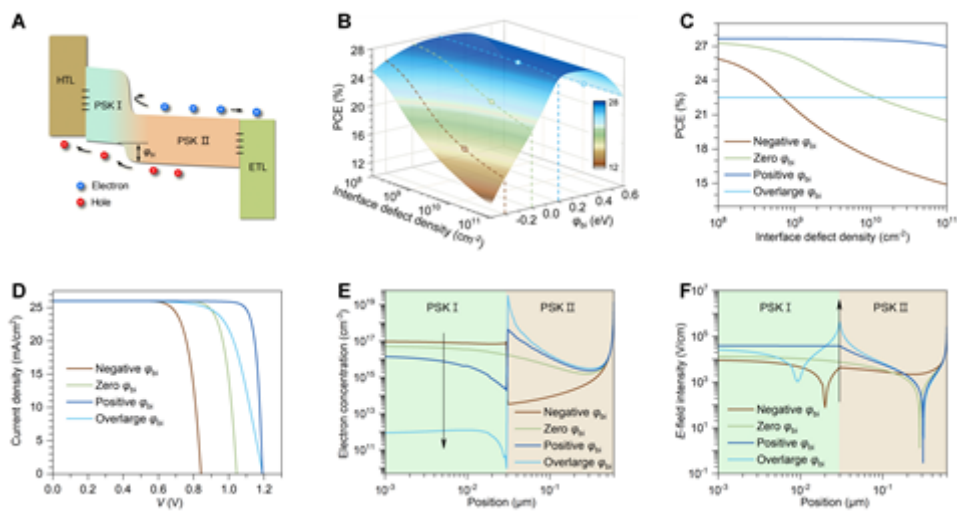 A
HTL
PSK I
PSK II
φbi
ETL
Electron
Hole
B
PCE (%)
28
24
20
16
12
10⁸
10⁹
10¹⁰
10¹¹
Interface defect density (cm⁻²)
-0.2
0.0
0.2
0.4
0.6
φbi (eV)
28
12
C
PCE (%)
27
24
21
18
15
Negative φbi
Zero φbi
Positive φbi
Overlarge φbi
10⁸
10⁹
10¹⁰
10¹¹
Interface defect density (cm⁻²)
D
Current density (mA/cm²)
25
20
15
10
5
0
Negative φbi
Zero φbi
Positive φbi
Overlarge φbi
0.0
0.2
0.4
0.6
0.8
1.0
1.2
V (V)
E
PSK I
PSK II
Electron concentration (cm⁻²)
10¹⁹
10¹⁷
10¹⁵
10¹³
10¹¹
Negative φbi
Zero φbi
Positive φbi
Overlarge φbi
10⁻³
10⁻²
10⁻¹
Position (μm)
F
PSK I
PSK II
E-field intensity (V/cm)
10⁷
10⁵
10³
10¹
10⁻¹
Negative φbi
Zero φbi
Positive φbi
Overlarge φbi
10⁻³
10⁻²
10⁻¹
Position (μm)